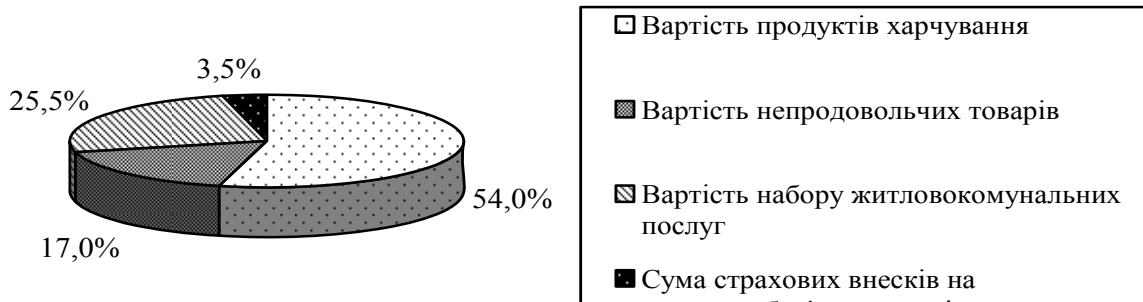 3,5%
25,5%
54,0%
17,0%
Вартість продуктів харчування
Вартість непродовольчих товарів
Вартість набору житловокомунальних
послуг
Сума страхових внесків на